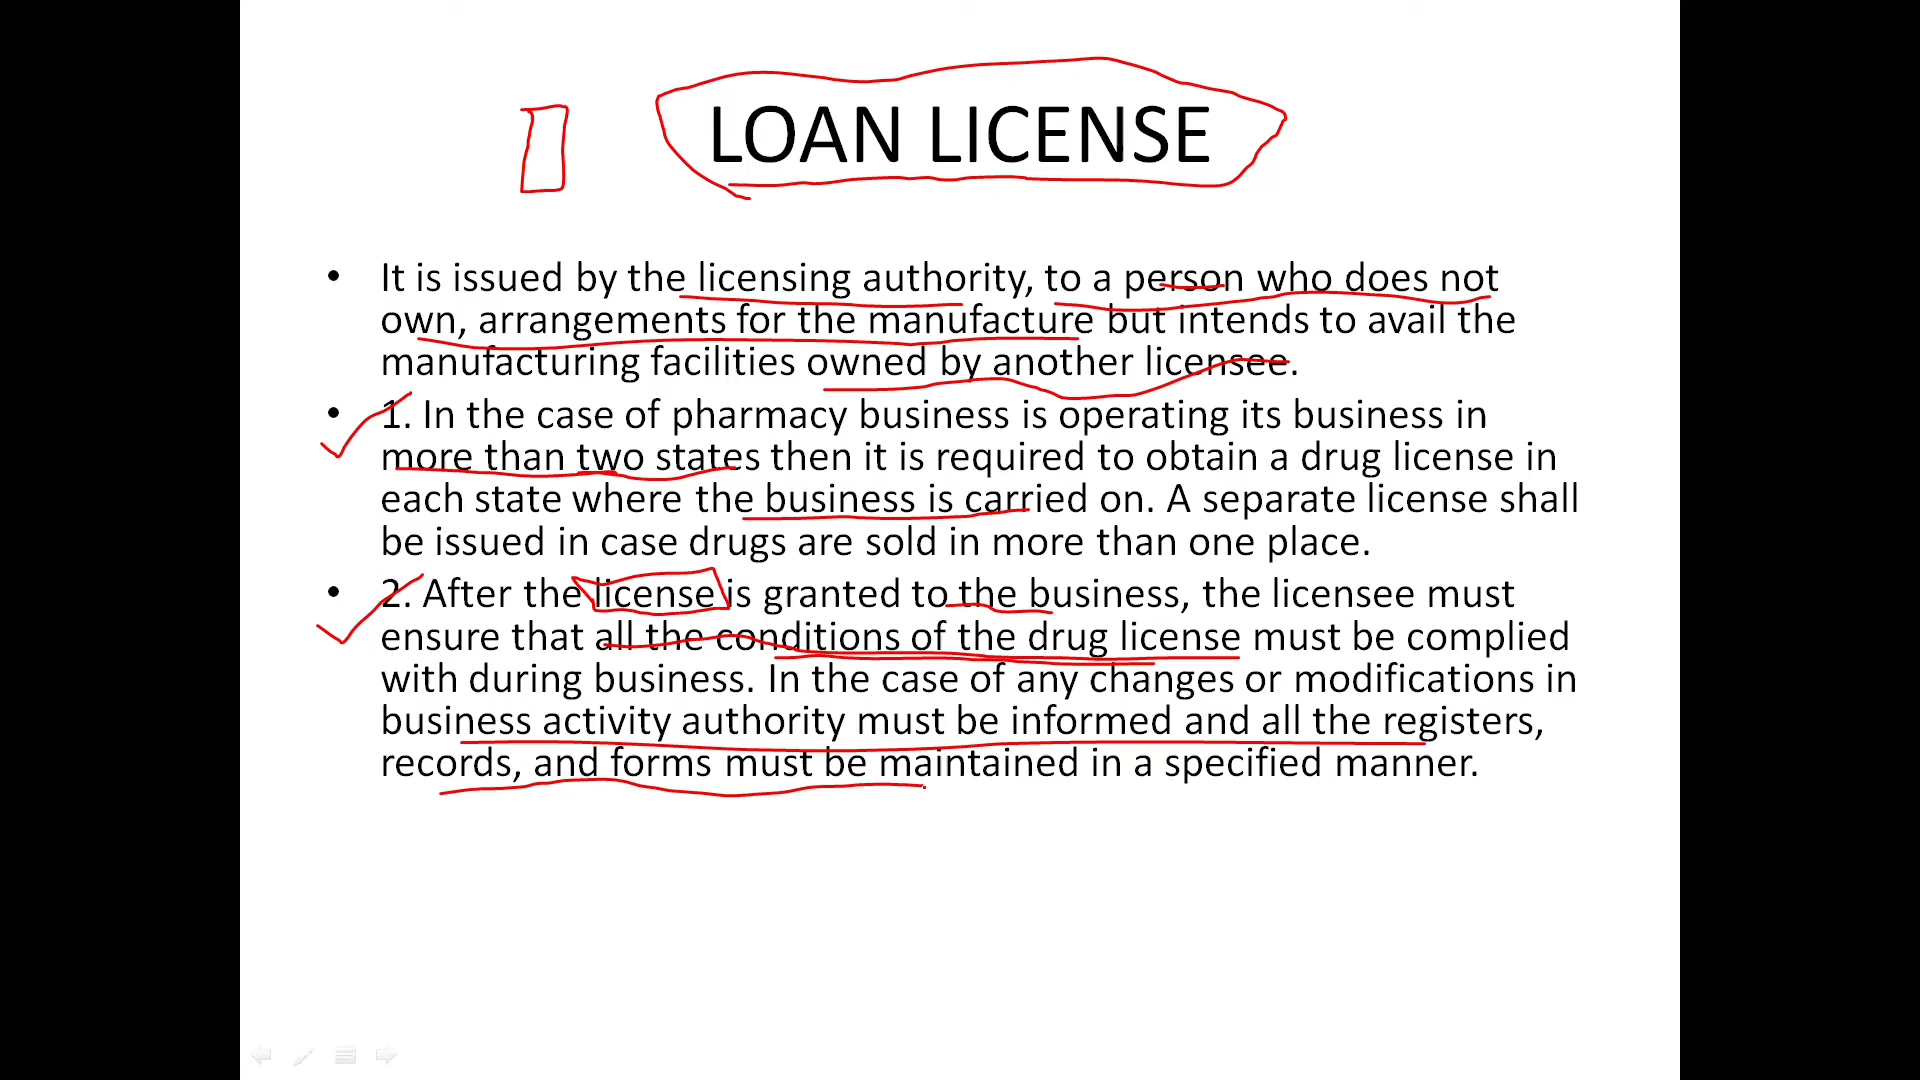 LOAN LICENSE
• It is issued by the licensing authority, to a person who does not
own, arrangements for the manufacture but intends to avail the
manufacturing facilities owned by another licensee.
• 1. In the case of pharmacy business is operating its business in
more than two states then it is required to obtain a drug license in
each state where the business is carried on. A separate license shall
be issued in case drugs are sold in more than one place.
• 2. After the license is granted to the business, the licensee must
ensure that all the conditions of the drug license must be complied
with during business. In the case of any changes or modifications in
business activity authority must be informed and all the registers,
records, and forms must be maintained in a specified manner.